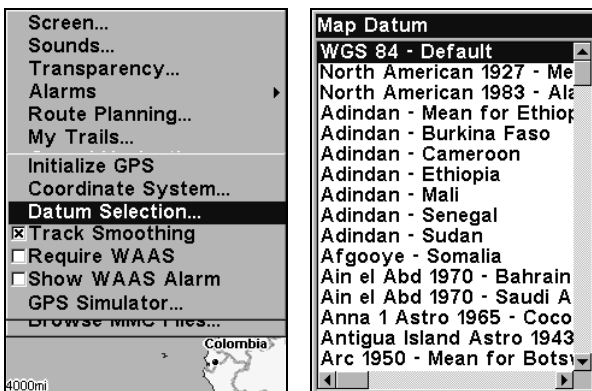 Screen...
Sounds...
Transparency...
Alarms
Route Planning...
My Trails...
Initialize GPS
Coordinate System...
Datum Selection...
Track Smoothing
Require WAAS
Show WAAS Alarm
GPS Simulator...
Browse MMC Files...
Colombia
4000mi
Map Datum
WGS 84 - Default
North American 1927 - Me
North American 1983 - Ala
Adindan - Mean for Ethiop
Adindan - Burkina Faso
Adindan - Cameroon
Adindan - Ethiopia
Adindan - Mali
Adindan - Senegal
Adindan - Sudan
Afgooye - Somalia
Ain el Abd 1970 - Bahrain
Ain el Abd 1970 - Saudi A
Anna 1 Astro 1965 - Coco
Antigua Island Astro 1943
Arc 1950 - Mean for Botsw